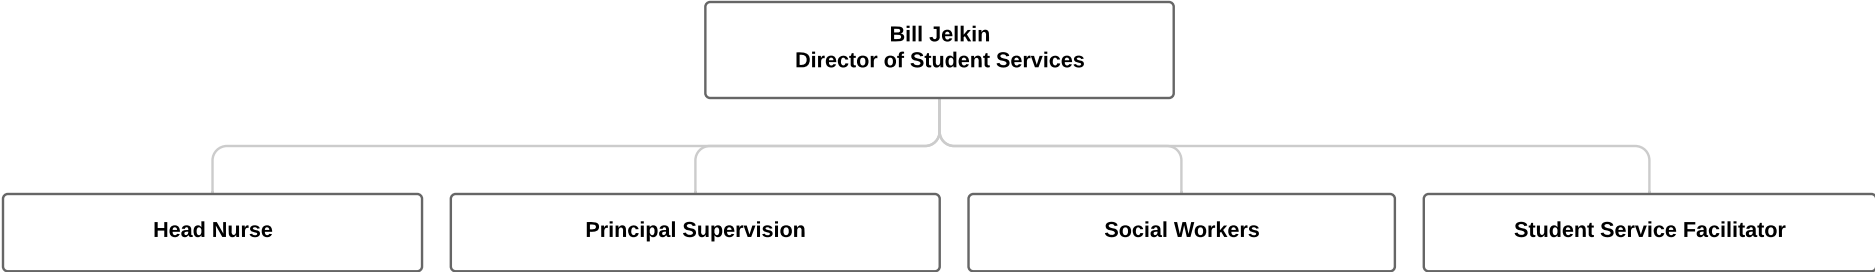 Bill Jelkin
Director of Student Services
Head Nurse
Principal Supervision
Social Workers
Student Service Facilitator